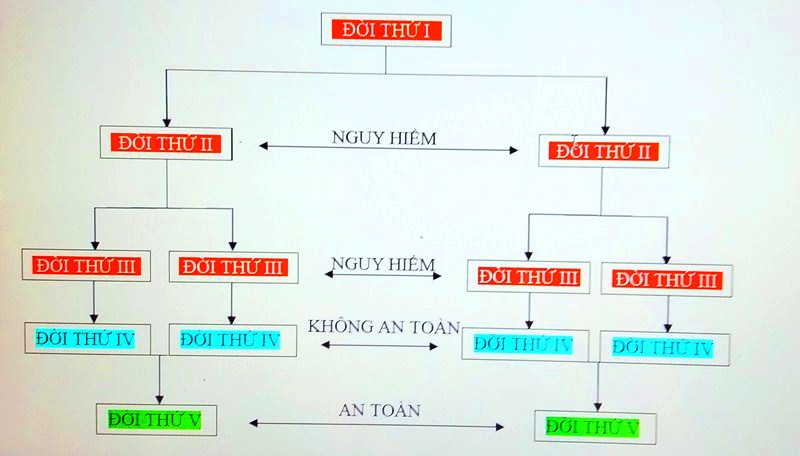 ĐỜI THỨ I
ĐỜI THỨ II
NGUY HIỂM
ĐỜI THỨ II
ĐỜI THỨ III
ĐỜI THỨ III
NGUY HIỂM
ĐỜI THỨ III
ĐỜI THỨ III
ĐỜI THỨ IV
ĐỜI THỨ IV
KHÔNG AN TOÀN
ĐỜI THỨ IV
ĐỜI THỨ IV
ĐỜI THỨ V
AN TOÀN
ĐỜI THỨ V